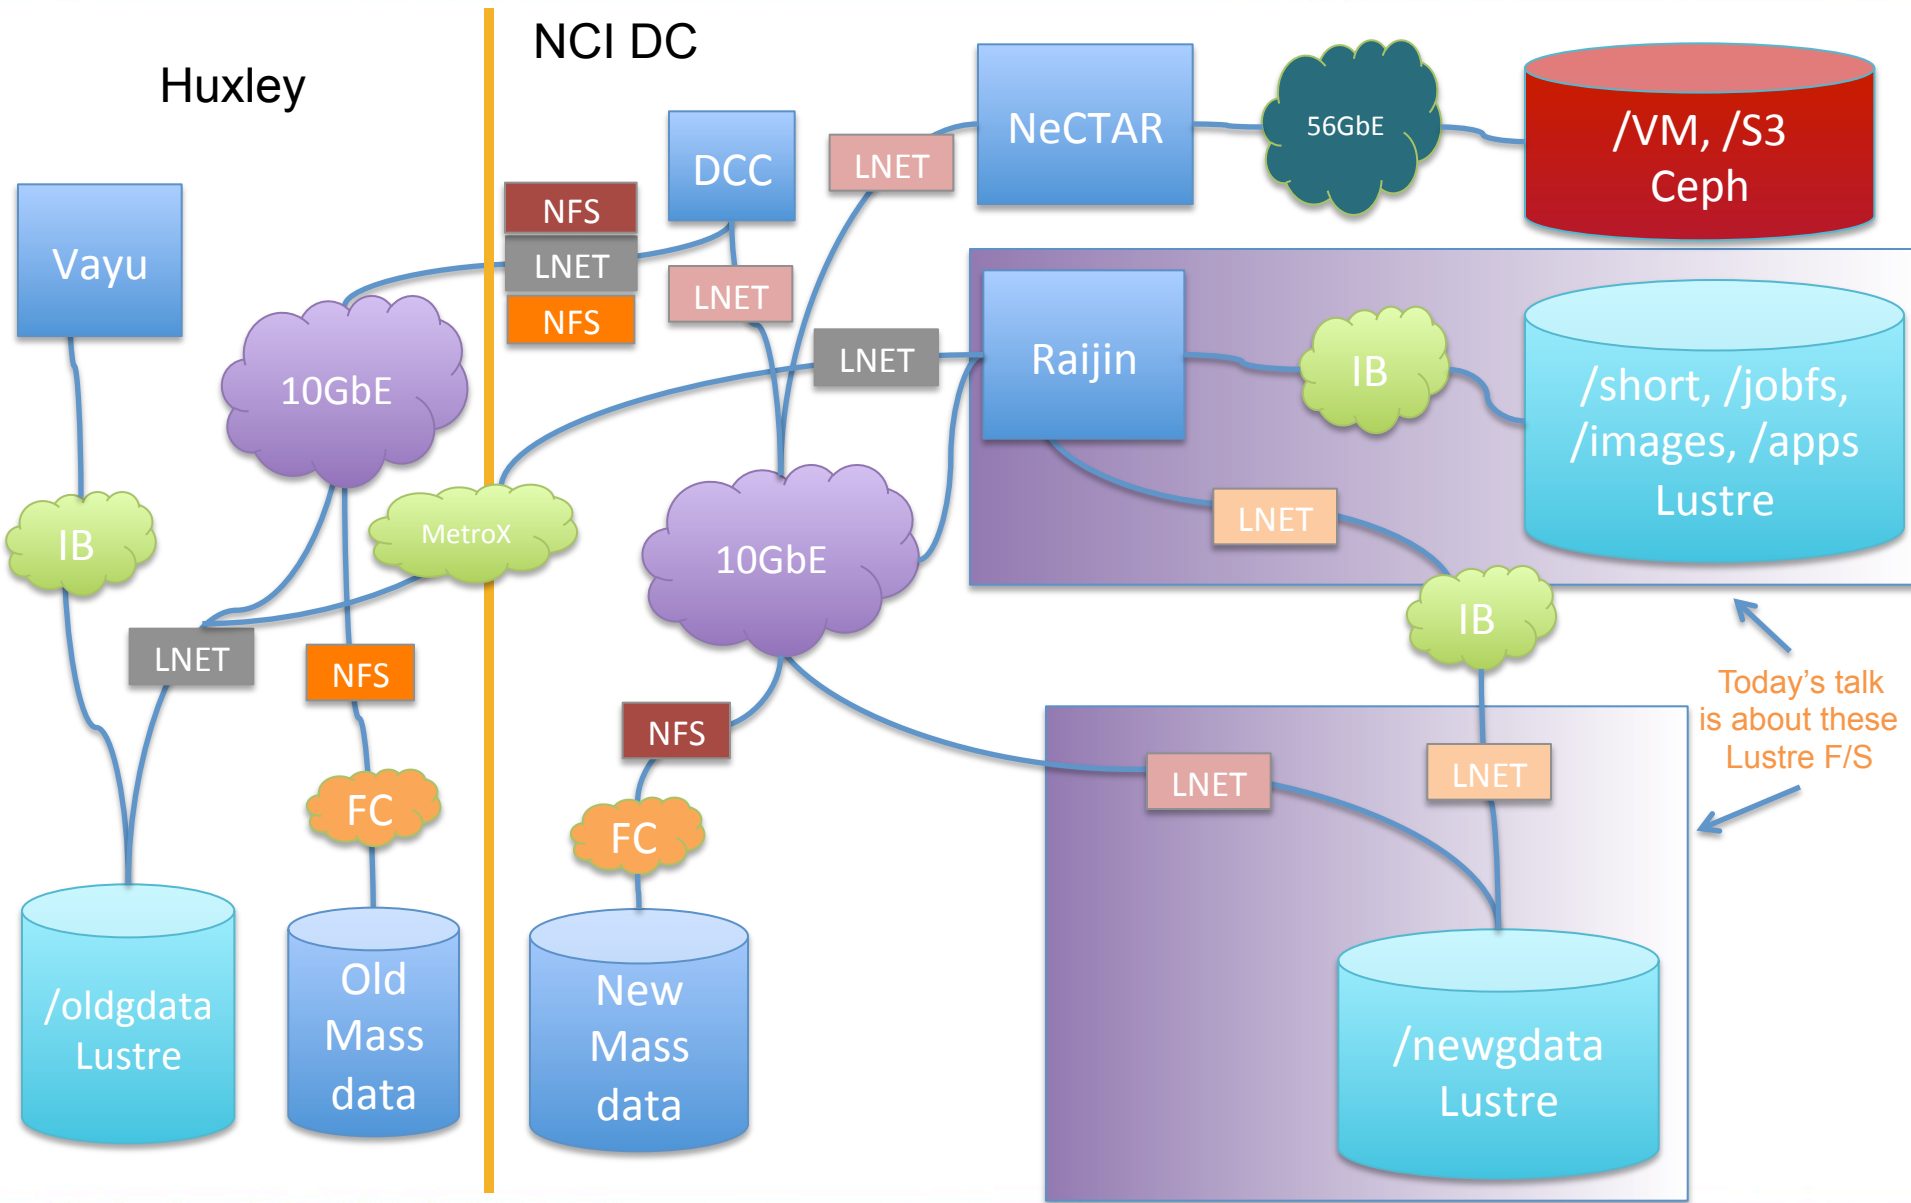 Huxley
NCI DC
Vayu
IB
10GbE
MetroX
LNET
NFS
FC
/oldgdata
Lustre
Old
Mass
data
NFS
LNET
NFS
DCC
LNET
LNET
NeCTAR
56GbE
/VM, /S3
Ceph
LNET
Raijin
IB
/short, /jobfs,
/images, /apps
Lustre
LNET
IB
10GbE
NFS
FC
New
Mass
data
LNET
LNET
/newgdata
Lustre
Today’s talk
is about these
Lustre F/S